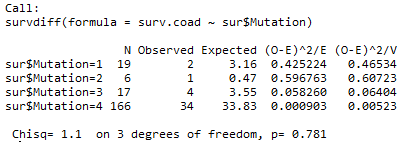 Call:
survdiff(formula = surv.coad ~ sur$Mutation)
N Observed Expected (O-E)^2/E (O-E)^2/V
sur$Mutation=1 19 2 3.16 0.425224 0.46534
sur$Mutation=2 6 1 0.47 0.596763 0.60723
sur$Mutation=3 17 4 3.55 0.058260 0.06404
sur$Mutation=4 166 34 33.83 0.000903 0.00523
Chisq= 1.1 on 3 degrees of freedom, p= 0.781